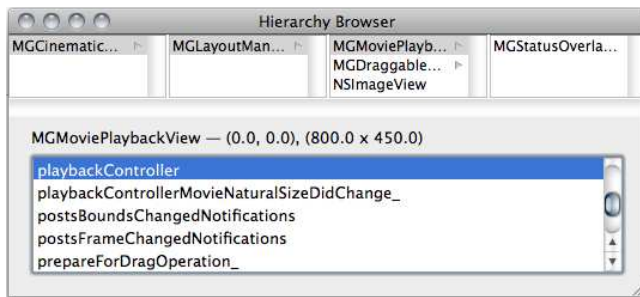 Hierarchy Browser
MGCinematic... MGLayoutMan... MGMoviePlayb... MGStatusOverla...
MGDraggable...
NSImageView
MGMoviePlaybackView — (0.0, 0.0), (800.0 x 450.0)
playbackController
playbackControllerMovieNaturalSizeDidChange_
postsBoundsChangedNotifications
postsFrameChangedNotifications
prepareForDragOperation_